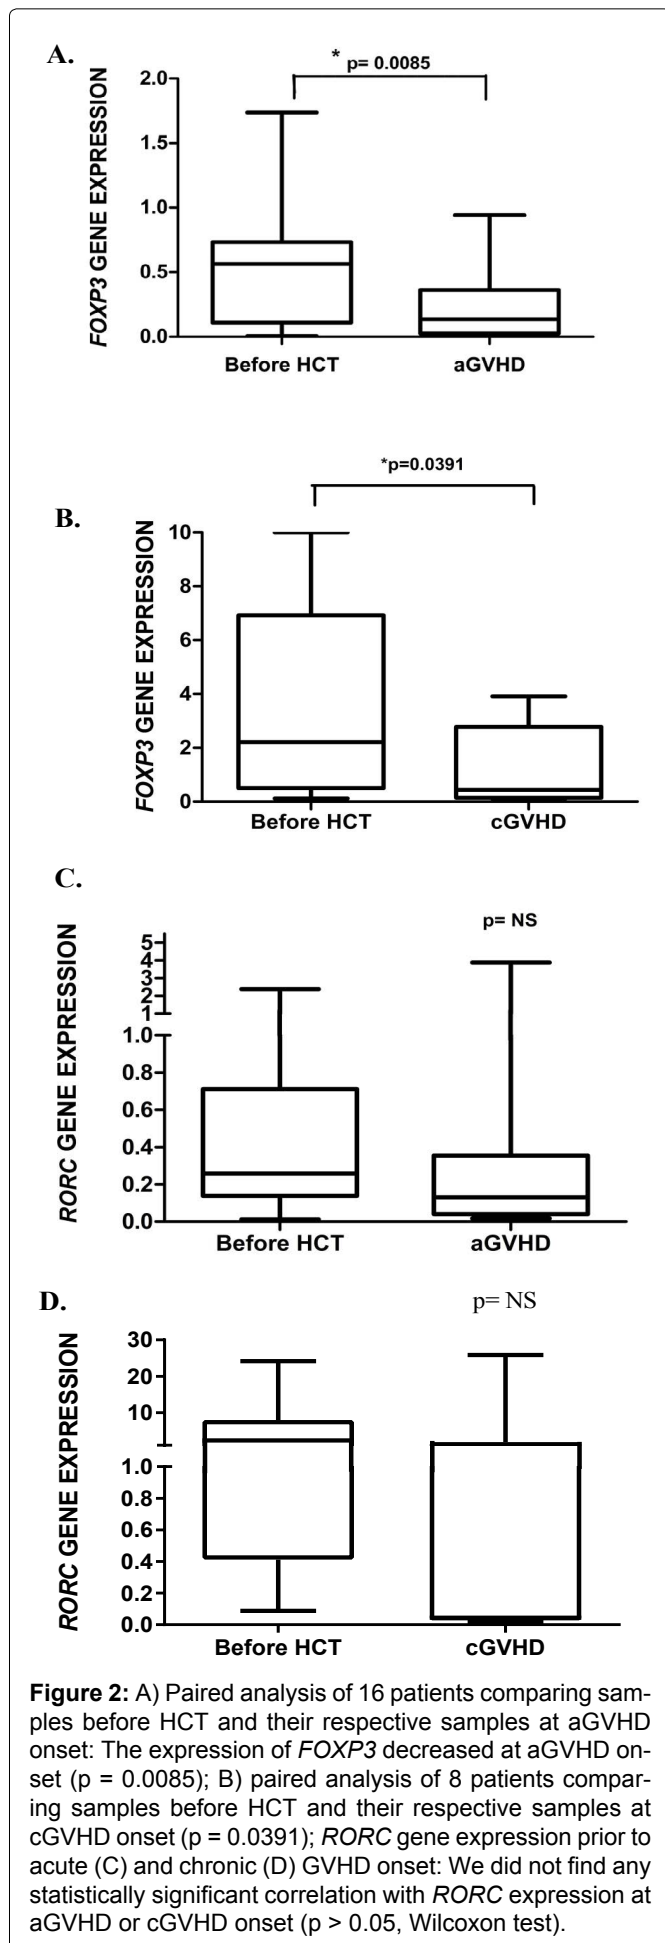 A.
* p= 0.0085
FOXP3 GENE EXPRESSION
2.0
1.5
1.0
0.5
0.0
Before HCT aGVHD
*p=0.0391
B.
FOXP3 GENE EXPRESSION
10
8
6
4
2
0
Before HCT cGVHD
C.
p= NS
RORC GENE EXPRESSION
5
4
3
2
1
1.0
0.8
0.6
0.4
0.2
0.0
Before HCT aGVHD
D.
p= NS
RORC GENE EXPRESSION
30
20
10
1.0
0.8
0.6
0.4
0.2
0.0
Before HCT cGVHD
Figure 2: A) Paired analysis of 16 patients comparing sam-
ples before HCT and their respective samples at aGVHD
onset: The expression of FOXP3 decreased at aGVHD on-
set (p = 0.0085); B) paired analysis of 8 patients compar-
ing samples before HCT and their respective samples at
cGVHD onset (p = 0.0391); RORC gene expression prior to
acute (C) and chronic (D) GVHD onset: We did not find any
statistically significant correlation with RORC expression at
aGVHD or cGVHD onset (p > 0.05, Wilcoxon test).